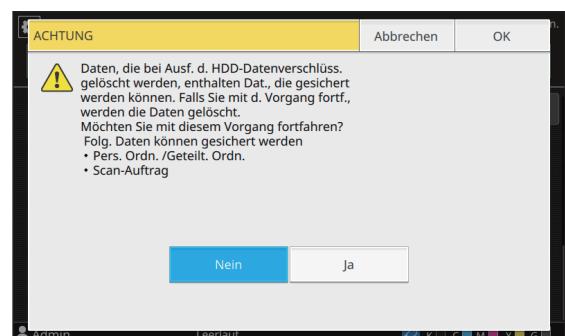 ACHTUNG
Abbrechen
OK
Daten, die bei Ausf. d. HDD-Datenverschlüss.
gelöscht werden, enthalten Dat., die gesichert
werden können. Falls Sie mit d. Vorgang fortf.,
werden die Daten gelöscht.
Möchten Sie mit diesem Vorgang fortfahren?
Folg. Daten können gesichert werden
• Pers. Ordn. /Geteilt. Ordn.
• Scan-Auftrag
Nein
Ja
Admin
Leerlauf
K C M Y